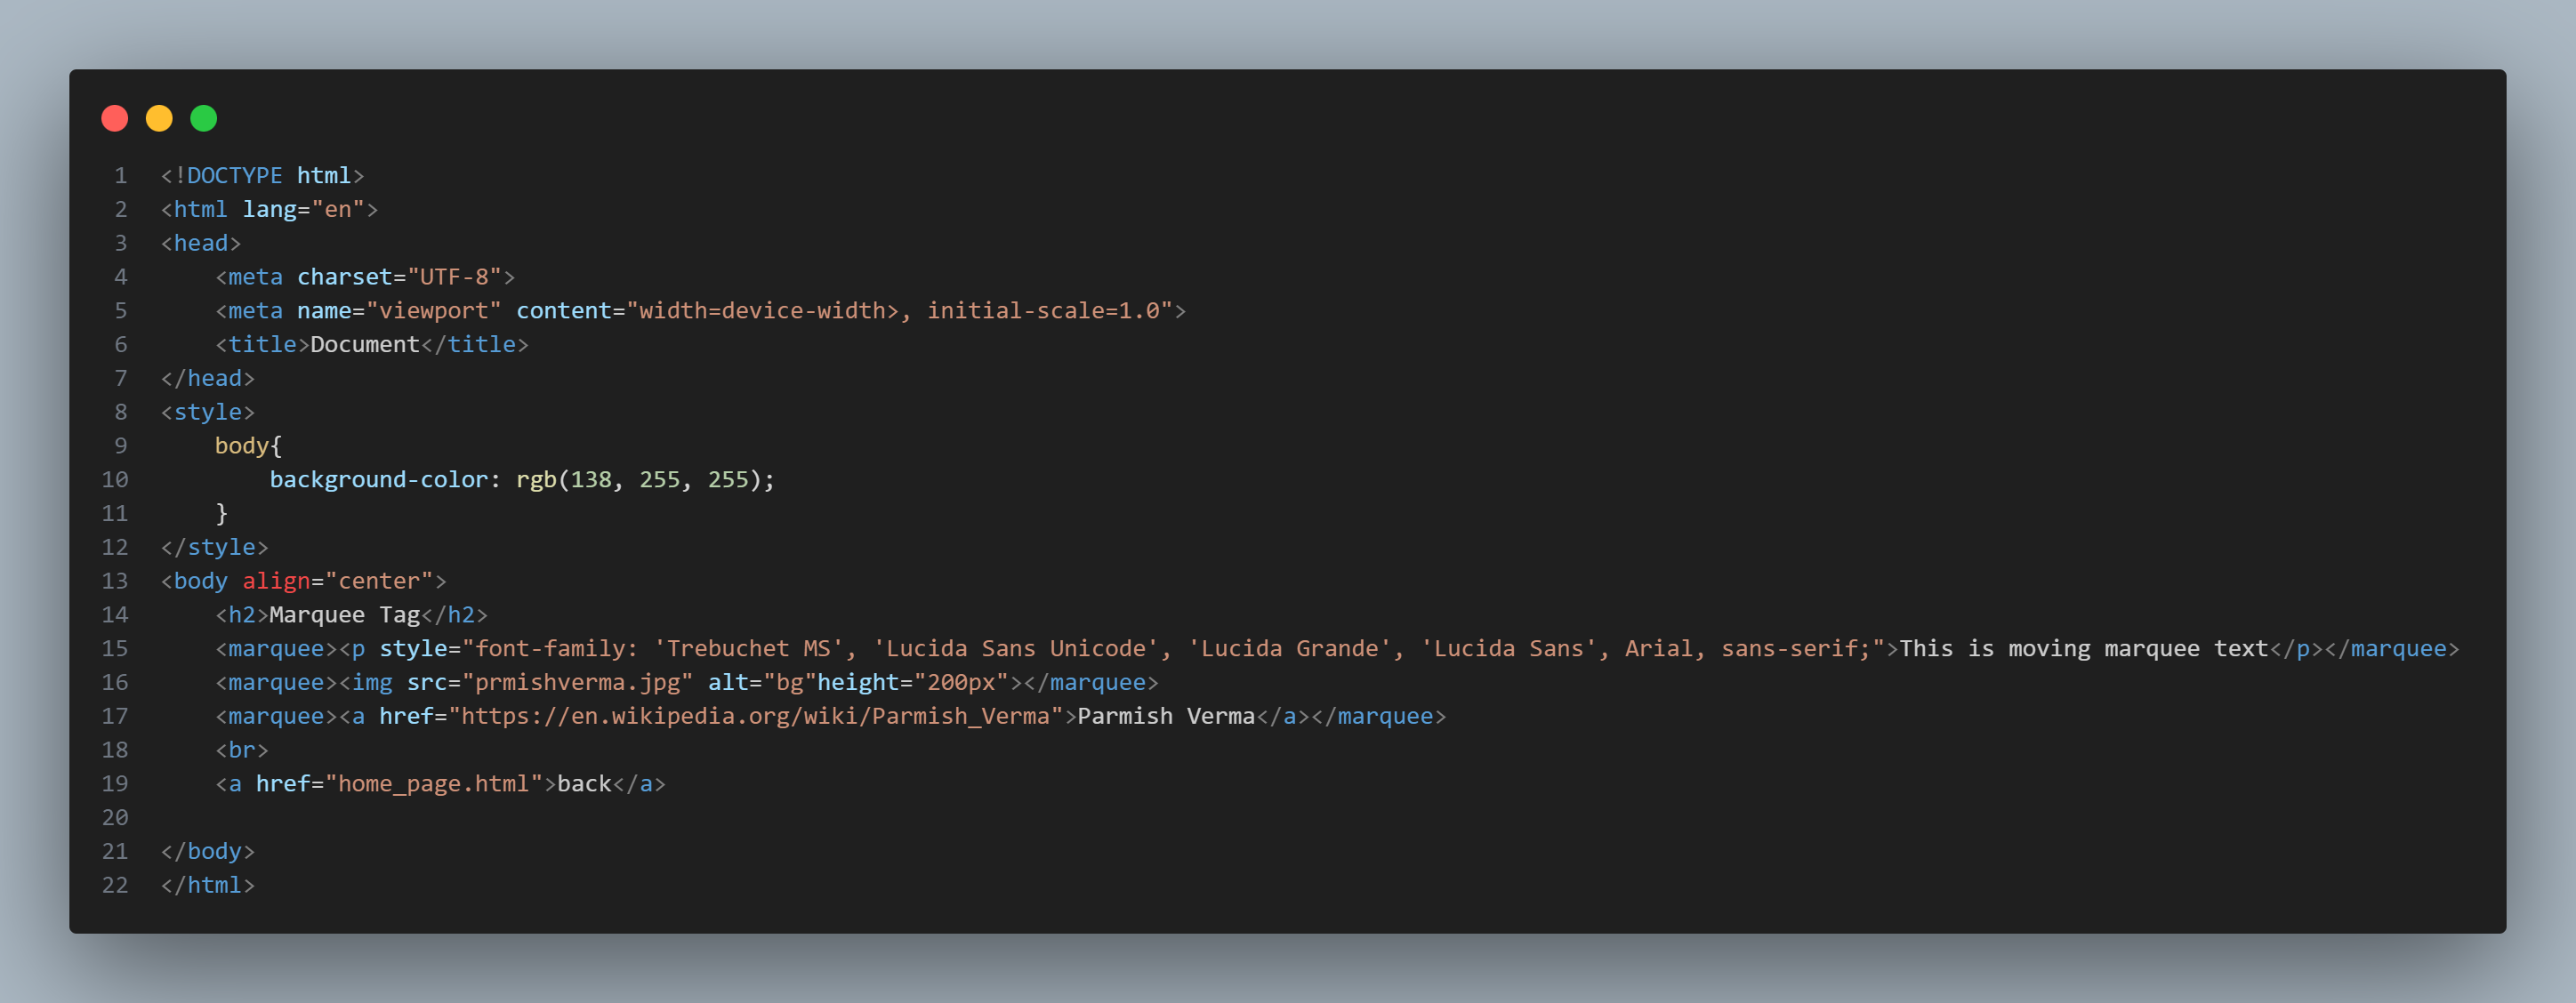 1 <!DOCTYPE html>
2 <html lang="en">
3 <head>
4     <meta charset="UTF-8">
5     <meta name="viewport" content="width=device-width>, initial-scale=1.0">
6     <title>Document</title>
7 </head>
8 <style>
9     body{
10         background-color: rgb(138, 255, 255);
11     }
12 </style>
13 <body align="center">
14     <h2>Marquee Tag</h2>
15     <marquee><p style="font-family: 'Trebuchet MS', 'Lucida Sans Unicode', 'Lucida Grande', 'Lucida Sans', Arial, sans-serif;">This is moving marquee text</p></marquee>
16     <marquee><img src="prmishverma.jpg" alt="bg"height="200px"></marquee>
17     <marquee><a href="https://en.wikipedia.org/wiki/Parmish_Verma">Parmish Verma</a></marquee>
18     <br>
19     <a href="home_page.html">back</a>
20
21 </body>
22 </html>